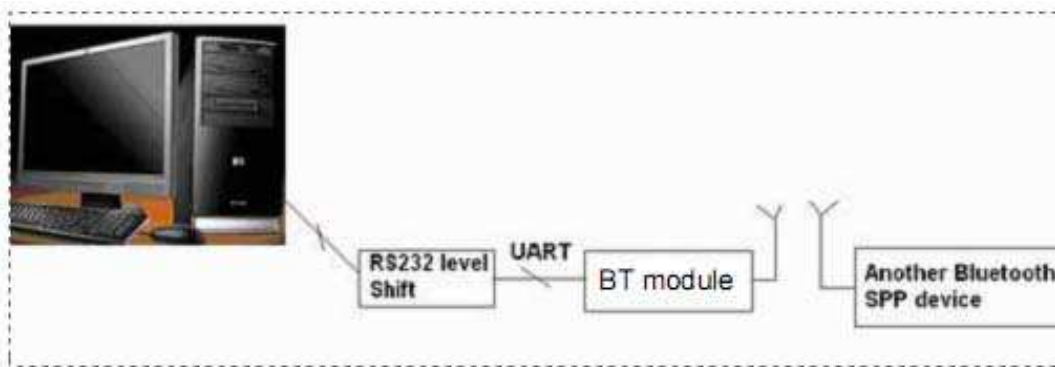 RS232 level
Shift
UART
BT module
Another Bluetooth
SPP device